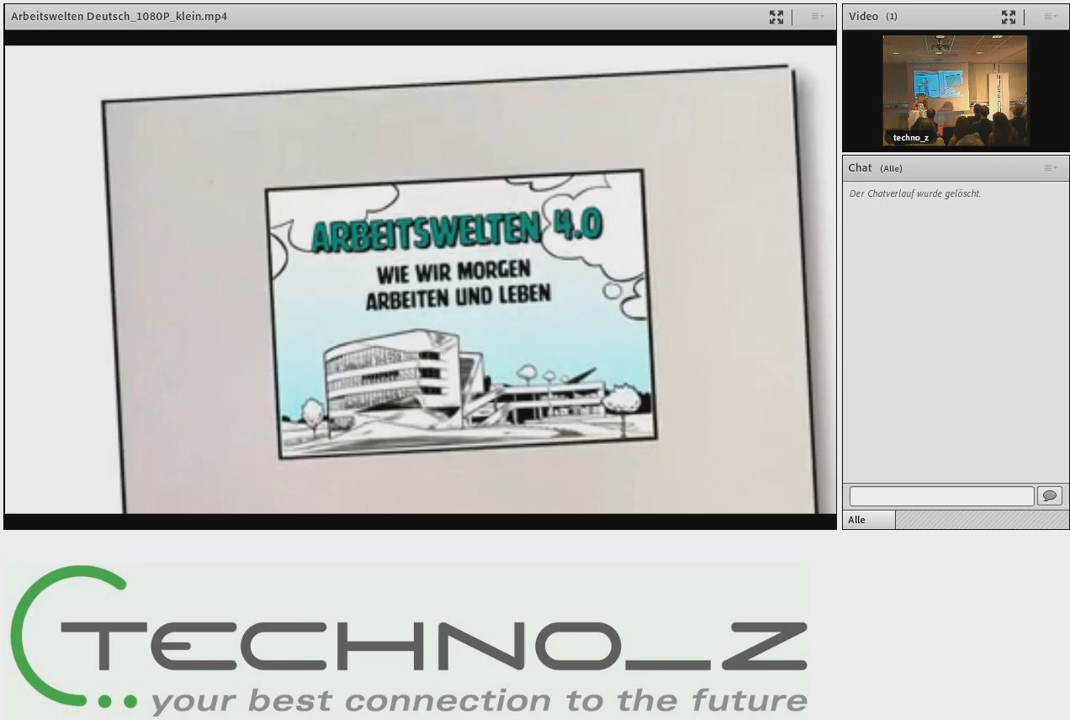 Arbeitswelten Deutsch_1080P_klein.mp4
Video (1)
techno_z
Chat (Alle)
Der Chatverlauf wurde gelöscht.
ARBEITSWELTEN 4.0
WIE WIR MORGEN
ARBEITEN UND LEBEN
Alle
TECHNO_Z
your best connection to the future